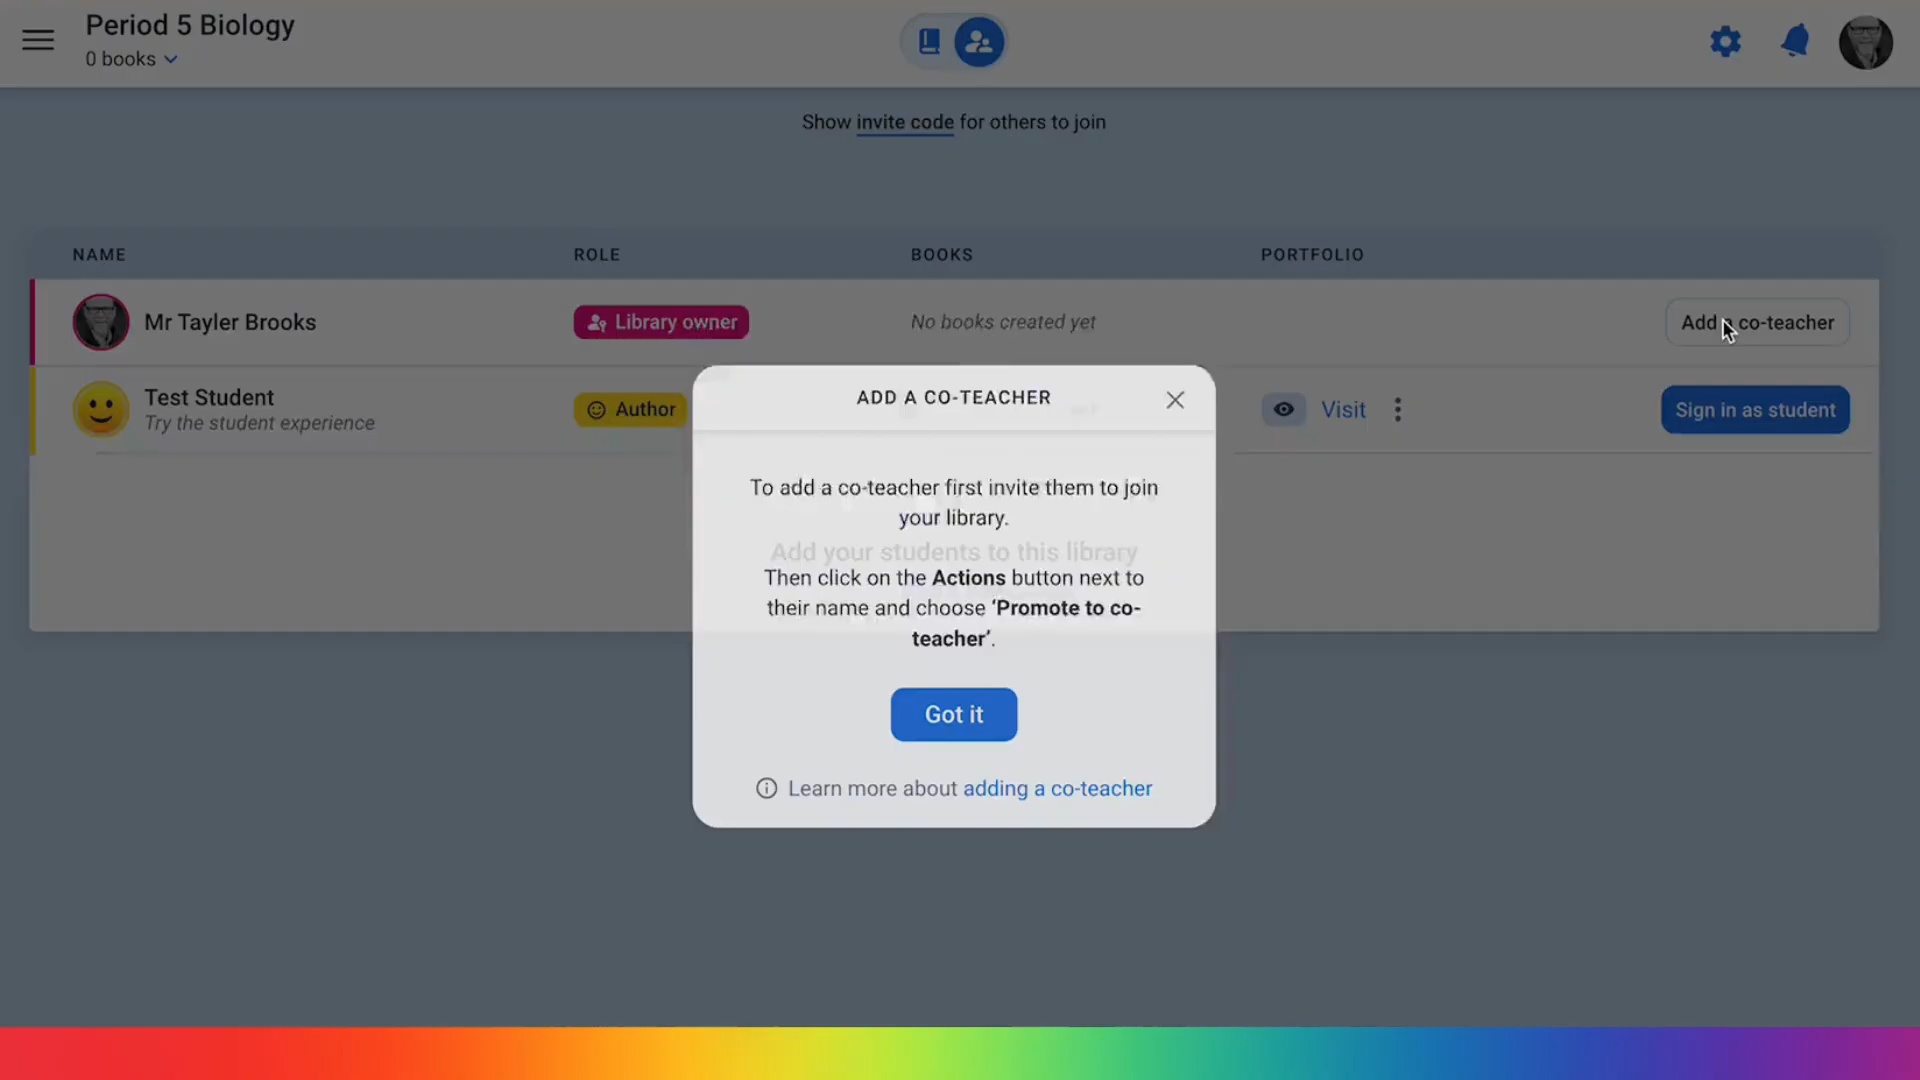 Period 5 Biology
0 books
Show invite code for others to join
NAME ROLE BOOKS PORTFOLIO
Mr Tayler Brooks Library owner No books created yet Add a co-teacher
Test Student
Try the student experience
Author Visit Sign in as student
ADD A CO-TEACHER
To add a co-teacher first invite them to join
your library.
Add your students to this library
Then click on the Actions button next to
their name and choose ‘Promote to co-
teacher’.
Got it
Learn more about adding a co-teacher